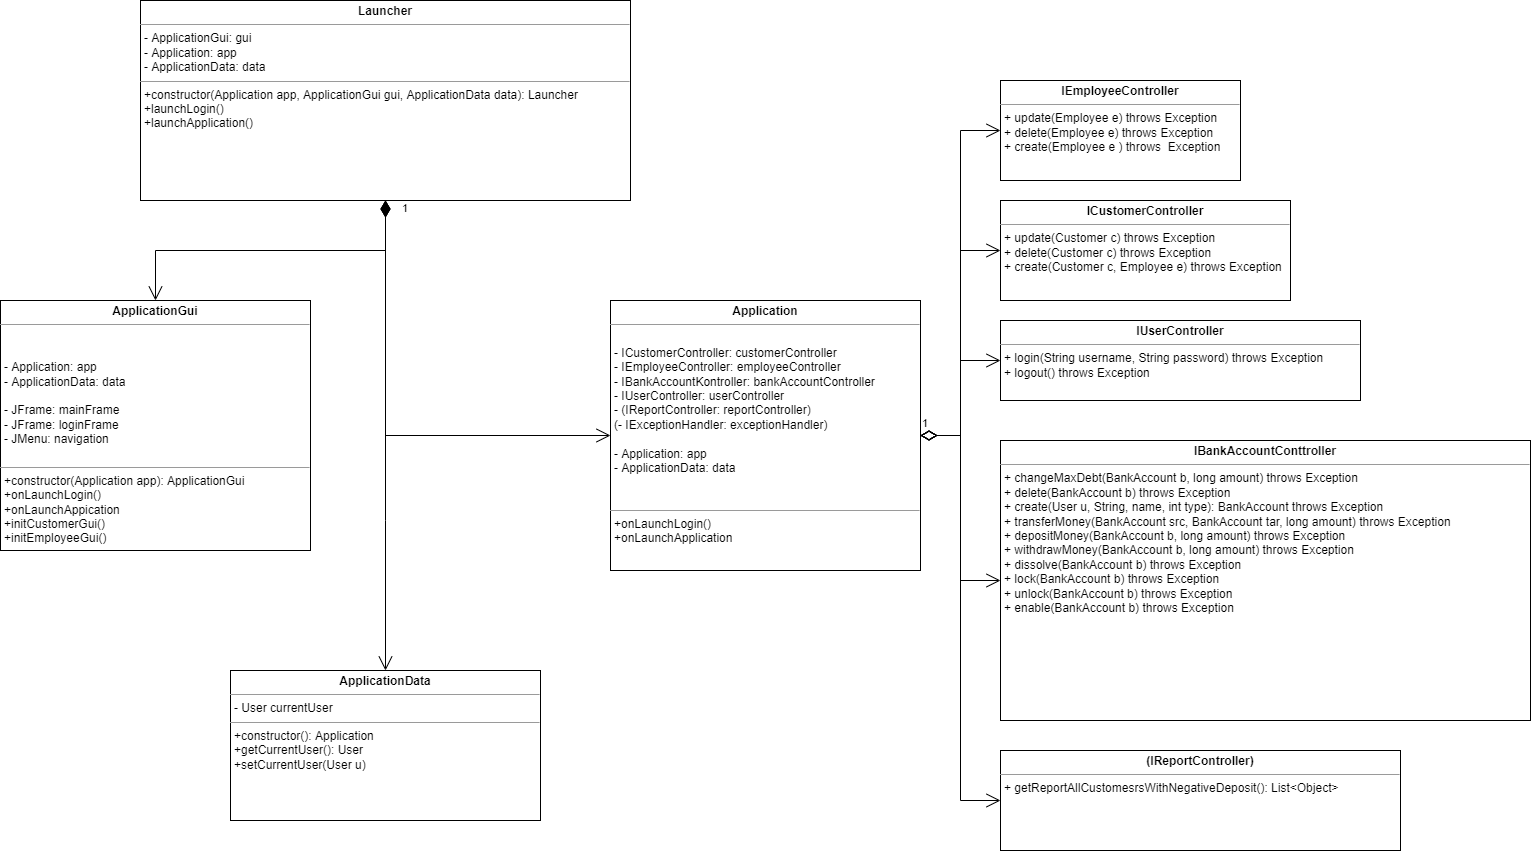 Launcher
- ApplicationGui: gui
- Application: app
- ApplicationData: data
+constructor(Application app, ApplicationGui gui, ApplicationData data): Launcher
+launchLogin()
+launchApplication()
1
ApplicationGui
- Application: app
- ApplicationData: data
- JFrame: mainFrame
- JFrame: loginFrame
- JMenu: navigation
+constructor(Application app): ApplicationGui
+onLaunchLogin()
+onLaunchAppication
+initCustomerGui()
+initEmployeeGui()
ApplicationData
- User currentUser
+constructor(): Application
+getCurrentUser(): User
+setCurrentUser(User u)
Application
- ICustomerController: customerController
- IEmployeeController: employeeController
- IBankAccountKontroller: bankAccountController
- IUserController: userController
- (IReportController: reportController)
(- IExceptionHandler: exceptionHandler)
- Application: app
- ApplicationData: data
+onLaunchLogin()
+onLaunchApplication
1
IEmployeeController
+ update(Employee e) throws Exception
+ delete(Employee e) throws Exception
+ create(Employee e ) throws  Exception
ICustomerController
+ update(Customer c) throws Exception
+ delete(Customer c) throws Exception
+ create(Customer c, Employee e) throws Exception
IUserController
+ login(String username, String password) throws Exception
+ logout() throws Exception
IBankAccountConttroller
+ changeMaxDebt(BankAccount b, long amount) throws Exception
+ delete(BankAccount b) throws Exception
+ create(User u, String, name, int type): BankAccount throws Exception
+ transferMoney(BankAccount src, BankAccount tar, long amount) throws Exception
+ depositMoney(BankAccount b, long amount) throws Exception
+ withdrawMoney(BankAccount b, long amount) throws Exception
+ dissolve(BankAccount b) throws Exception
+ lock(BankAccount b) throws Exception
+ unlock(BankAccount b) throws Exception
+ enable(BankAccount b) throws Exception
(IReportController)
+ getReportAllCustomesrsWithNegativeDeposit(): List<Object>